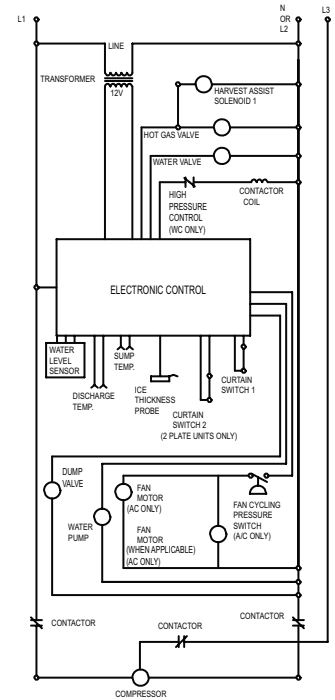 L1
N
OR
L2
L3
LINE
TRANSFORMER
12V
HARVEST ASSIST
SOLENOID 1
HOT GAS VALVE
WATER VALVE
HIGH
PRESSURE
CONTROL
(WC ONLY)
CONTACTOR
COIL
ELECTRONIC CONTROL
WATER
LEVEL
SENSOR
SUMP
TEMP.
DISCHARGE
TEMP.
ICE
THICKNESS
PROBE
CURTAIN
SWITCH 1
CURTAIN
SWITCH 2
(2 PLATE UNITS ONLY)
DUMP
VALVE
WATER
PUMP
FAN
MOTOR
(AC ONLY)
FAN
MOTOR
(WHEN APPLICABLE)
(AC ONLY)
FAN CYCLING
PRESSURE
SWITCH
(A/C ONLY)
CONTACTOR
CONTACTOR
CONTACTOR
COMPRESSOR